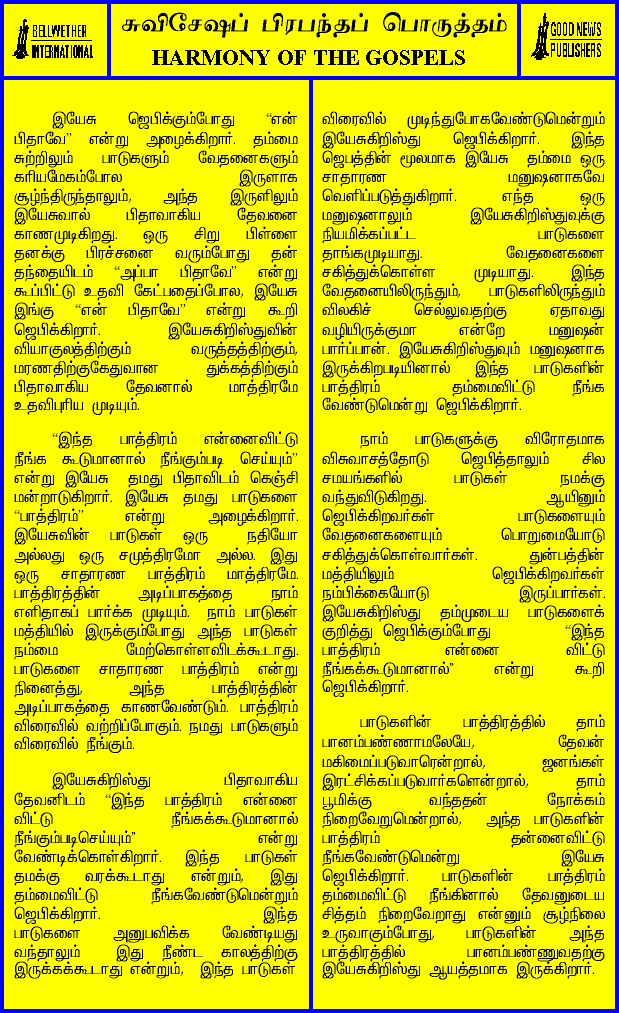 BELLWETHER
INTERNATIONAL
சுவிசேஷப் பிரபந்தப் பொருத்தம்
HARMONY OF THE GOSPELS
GOOD NEWS
PUBLISHERS
இயேசு ஜெபிக்கும்போது “என்
பிதாவே” என்று அழைக்கிறார். தம்மை
சுற்றிலும் பாடுகளும் வேதனைகளும்
கரியமேகம்போல இருளாக
சூழ்ந்திருந்தாலும், அந்த இருளிலும்
இயேசுவால் பிதாவாகிய தேவனை
காணமுடிகிறது. ஒரு சிறு பிள்ளை
தனக்கு பிரச்சனை வரும்போது தன்
தந்தையிடம் “அப்பா பிதாவே” என்று
கூப்பிட்டு உதவி கேட்பதைப்போல, இயேசு
இங்கு “என் பிதாவே” என்று கூறி
ஜெபிக்கிறார். இயேசுகிறிஸ்துவின்
வியாகுலத்திற்கும் வருத்தத்திற்கும்,
மரணதிற்குகேதுவான துக்கத்திற்கும்
பிதாவாகிய தேவனால் மாத்திரமே
உதவிபுரிய முடியும்.
“இந்த பாத்திரம் என்னைவிட்டு
நீங்க கூடுமானால் நீங்கும்படி செய்யும்”
என்று இயேசு தமது பிதாவிடம் கெஞ்சி
மன்றாடுகிறார். இயேசு தமது பாடுகளை
“பாத்திரம்” என்று அழைக்கிறார்.
இயேசுவின் பாடுகள் ஒரு நதியோ
அல்லது ஒரு சமுத்திரமோ அல்ல. இது
ஒரு சாதாரண பாத்திரம் மாத்திரமே.
பாத்திரத்தின் அடிப்பாகத்தை நாம்
எளிதாகப் பார்க்க முடியும். நாம் பாடுகள்
மத்தியில் இருக்கும்போது அந்த பாடுகள்
நம்மை மேற்கொள்ளவிடக்கூடாது.
பாடுகளை சாதாரண பாத்திரம் என்று
நினைத்து, அந்த பாத்திரத்தின்
அடிப்பாகத்தை காணவேண்டும். பாத்திரம்
விரைவில் வற்றிப்போகும். நமது பாடுகளும்
விரைவில் நீங்கும்.
இயேசுகிறிஸ்து பிதாவாகிய
தேவனிடம் “இந்த பாத்திரம் என்னை
விட்டு நீங்கக்கூடுமானால்
நீங்கும்படிசெய்யும்” என்று
வேண்டிக்கொள்கிறார். இந்த பாடுகள்
தமக்கு வரக்கூடாது என்றும், இது
தம்மைவிட்டு நீங்கவேண்டுமென்றும்
ஜெபிக்கிறார். இந்த
பாடுகளை அனுபவிக்க வேண்டியது
வந்தாலும் இது நீண்ட காலத்திற்கு
இருக்கக்கூடாது என்றும், இந்த பாடுகள்
விரைவில் முடிந்துபோகவேண்டுமென்றும்
இயேசுகிறிஸ்து ஜெபிக்கிறார். இந்த
ஜெபத்தின் மூலமாக இயேசு தம்மை ஒரு
சாதாரண மனுஷனாகவே
வெளிப்படுத்துகிறார். எந்த ஒரு
மனுஷனாலும் இயேசுகிறிஸ்துவுக்கு
நியமிக்கப்பட்ட பாடுகளை
தாங்கமுடியாது. வேதனைகளை
சகித்துக்கொள்ள முடியாது. இந்த
வேதனையிலிருந்தும், பாடுகளிலிருந்தும்
விலகிச் செல்லுவதற்கு ஏதாவது
வழியிருக்குமா என்றே மனுஷன்
பார்ப்பான். இயேசுகிறிஸ்துவும் மனுஷனாக
இருக்கிறபடியினால் இந்த பாடுகளின்
பாத்திரம் தம்மைவிட்டு நீங்க
வேண்டுமென்று ஜெபிக்கிறார்.
நாம் பாடுகளுக்கு விரோதமாக
விசுவாசத்தோடு ஜெபித்தாலும் சில
சமயங்களில் பாடுகள் நமக்கு
வந்துவிடுகிறது. ஆயினும்
ஜெபிக்கிறவர்கள் பாடுகளையும்
வேதனைகளையும் பொறுமையோடு
சகித்துக்கொள்வார்கள். துன்பத்தின்
மத்தியிலும் ஜெபிக்கிறவர்கள்
நம்பிக்கையோடு இருப்பார்கள்.
இயேசுகிறிஸ்து தம்முடைய பாடுகளைக்
குறித்து ஜெபிக்கும்போது “இந்த
பாத்திரம் என்னை விட்டு
நீங்கக்கூடுமானால்” என்று கூறி
ஜெபிக்கிறார்.
பாடுகளின் பாத்திரத்தில் தாம்
பானம்பண்ணாமலேயே, தேவன்
மகிமைப்படுவாரென்றால், ஜனங்கள்
இரட்சிக்கப்படுவார்களென்றால், தாம்
பூமிக்கு வந்ததன் நோக்கம்
நிறைவேறுமென்றால், அந்த பாடுகளின்
பாத்திரம் தன்னைவிட்டு
நீங்கவேண்டுமென்று இயேசு
ஜெபிக்கிறார். பாடுகளின் பாத்திரம்
தம்மைவிட்டு நீங்கினால் தேவனுடைய
சித்தம் நிறைவேறாது என்னும் சூழ்நிலை
உருவாகும்போது, பாடுகளின் அந்த
பாத்திரத்தில் பானம்பண்ணுவதற்கு
இயேசுகிறிஸ்து ஆயத்தமாக இருக்கிறார்.